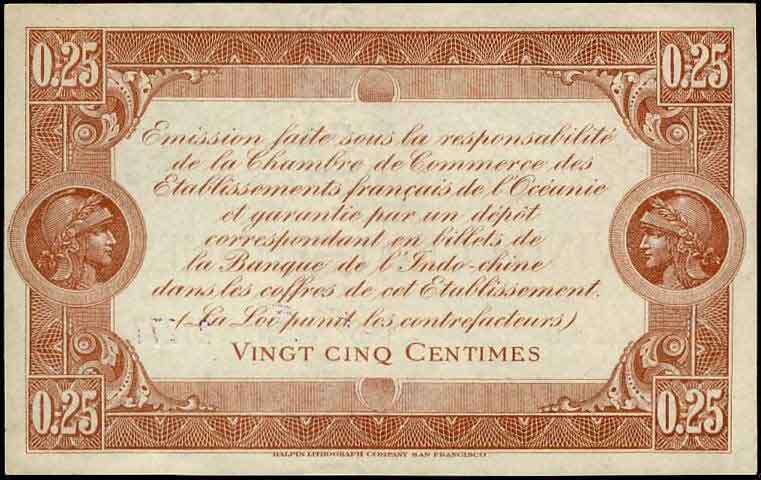 0.25 0.25
Emission faite sous la responsabilité
de la Chambre de Commerce des
Etablissements français de l'Océanie
et garantie par un dépôt
correspondant en billets de
la Banque de l'Indo-chine
dans les coffres de cet Etablissement.
(La Loi punit les contrefacteurs)
VINGT CINQ CENTIMES
0.25 0.25
HALPIN LITHOGRAPH COMPANY SAN FRANCISCO